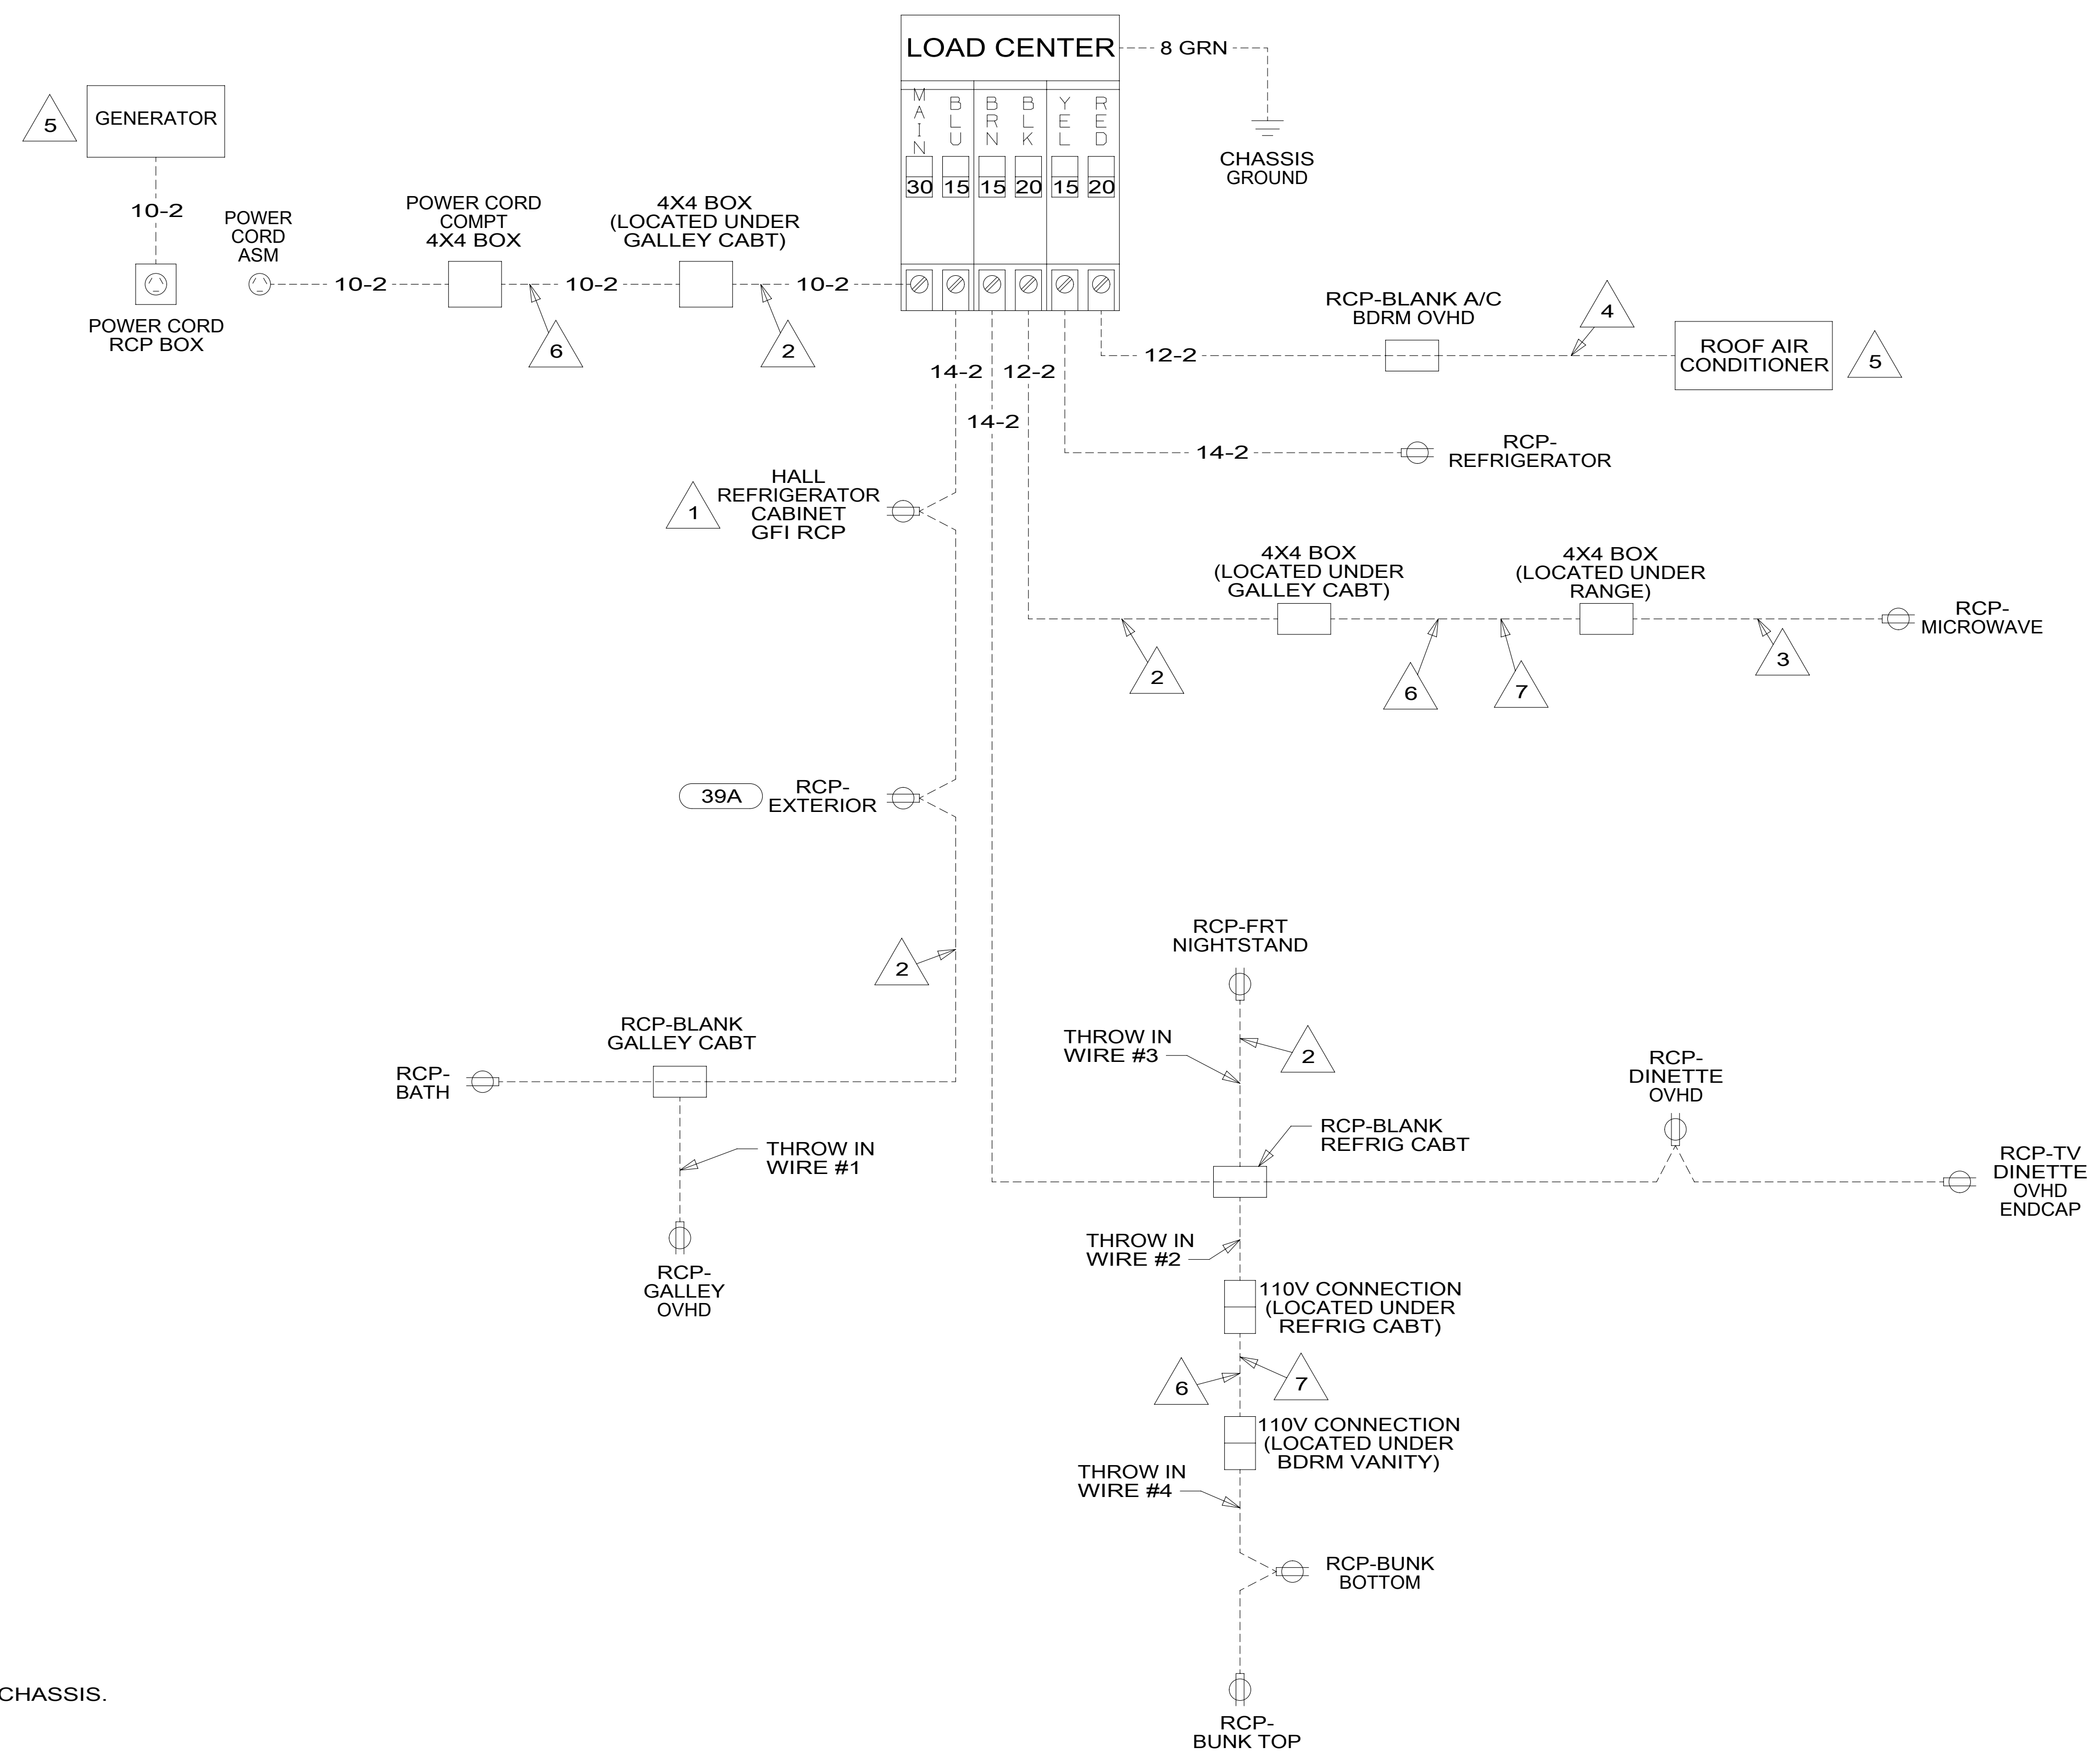 LOAD CENTER
8 GRN
CHASSIS
GROUND
MAIN
BLU
BRN
BLK
YEL
RED
30
15
15
20
15
20
5
GENERATOR
10-2
POWER CORD
RCP BOX
POWER
CORD
ASM
10-2
POWER CORD
COMPT
4X4 BOX
10-2
6
4X4 BOX
(LOCATED UNDER
GALLEY CABT)
10-2
2
12-2
RCP-BLANK A/C
BDRM OVHD
4
ROOF AIR
CONDITIONER
5
14-2
12-2
14-2
14-2
RCP-
REFRIGERATOR
1
HALL
REFRIGERATOR
CABINET
GFI RCP
4X4 BOX
(LOCATED UNDER
GALLEY CABT)
4X4 BOX
(LOCATED UNDER
RANGE)
RCP-
MICROWAVE
2
6
7
3
39A
RCP-
EXTERIOR
2
RCP-BLANK
GALLEY CABT
RCP-
BATH
THROW IN
WIRE #1
RCP-
GALLEY
OVHD
RCP-FRT
NIGHTSTAND
THROW IN
WIRE #3
2
RCP-BLANK
REFRIG CABT
RCP-
DINETTE
OVHD
RCP-TV
DINETTE
OVHD
ENDCAP
THROW IN
WIRE #2
110V CONNECTION
(LOCATED UNDER
REFRIG CABT)
6
7
110V CONNECTION
(LOCATED UNDER
BDRM VANITY)
THROW IN
WIRE #4
RCP-BUNK
BOTTOM
RCP-
BUNK TOP
CHASSIS.